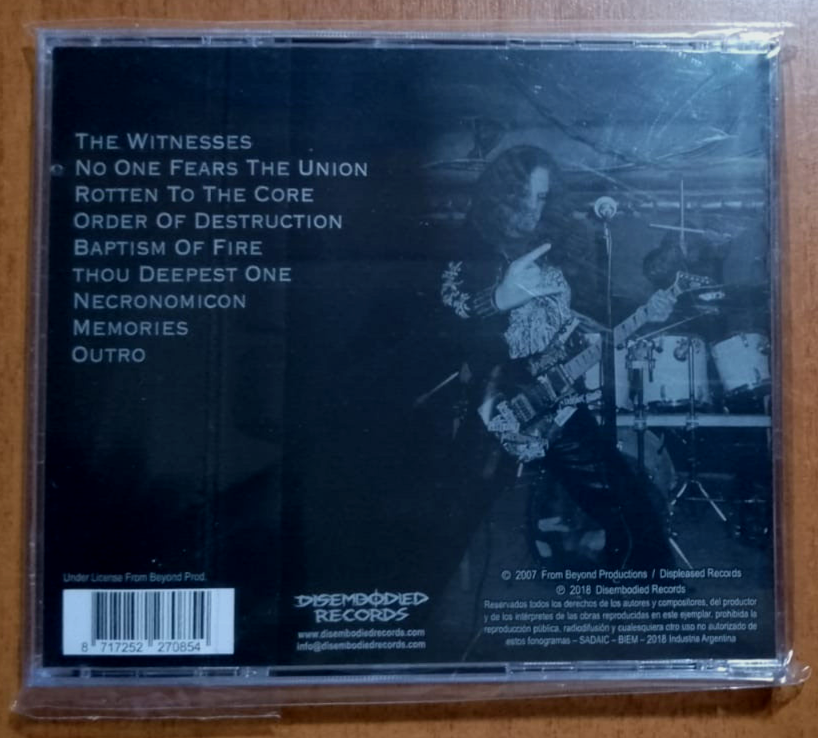 THE WITNESSES
NO ONE FEARS THE UNION
ROTTEN TO THE CORE
ORDER OF DESTRUCTION
BAPTISM OF FIRE
THOU DEEPEST ONE
NECRONOMICON
MEMORIES
OUTRO
Under License From Beyond Prod.
8 717252 270854
DISEMBODIED
RECORDS
www.disembodiedrecords.com
info@disembodiedrecords.com
© 2007 From Beyond Productions / Displeased Records
℗ 2018 Disembodied Records
Reservados todos los derechos de los autores y compositores, del productor
y de los intérpretes de las obras reproducidas en este ejemplar, prohibida la
reproducción pública, radiodifusión y cualesquiera otro uso no autorizado de
estos fonogramas – SADAIC – BIEM – 2018 Industria Argentina